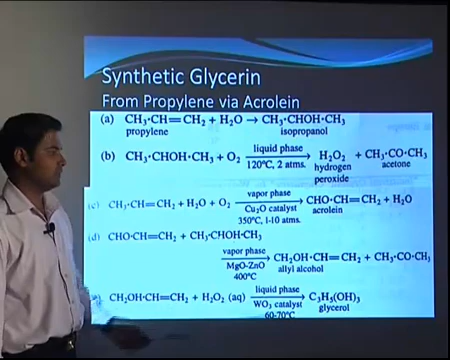 Synthetic Glycerin
From Propylene via Acrolein
(a) CH₃·CH=CH₂ + H₂O → CH₃·CHOH·CH₃
propylene isopropanol
liquid phase
(b) CH₃·CHOH·CH₃ + O₂ → H₂O₂ + CH₃·CO·CH₃
120°C, 2 atms. hydrogen peroxide acetone
vapor phase
(c) CH₃·CH=CH₂ + H₂O + O₂ → CHO·CH=CH₂ + H₂O
Cu₂O catalyst acrolein
350°C, 1-10 atms.
(d) CHO·CH=CH₂ + CH₃·CHOH·CH₃
vapor phase
→ CH₂OH·CH=CH₂ + CH₃·CO·CH₃
MgO-ZnO allyl alcohol
400°C
liquid phase
CH₂OH·CH=CH₂ + H₂O₂ (aq) → C₃H₅(OH)₃
WO₃ catalyst glycerol
60-70°C